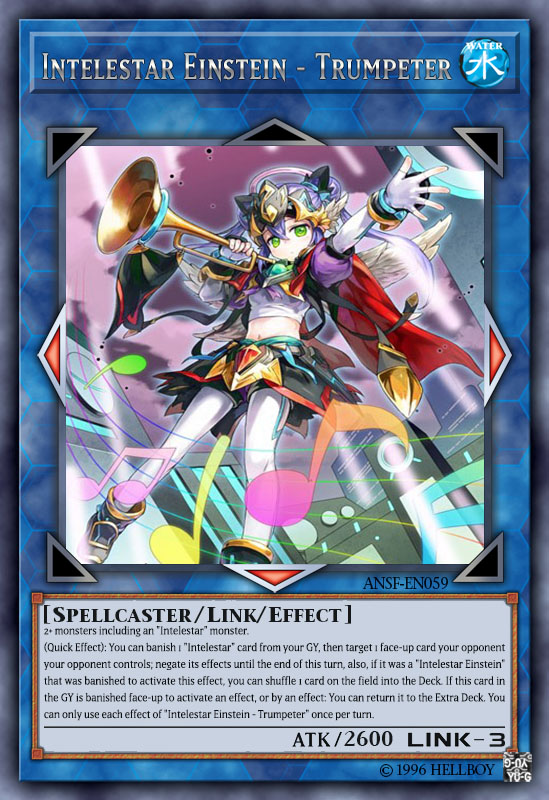 INTELESTAR EINSTEIN - TRUMPETER
WATER
水
ANSF-EN059
[SPELLCASTER/LINK/EFFECT]
2+ monsters including an "Intelestar" monster.
(Quick Effect): You can banish 1 "Intelestar" card from your GY, then target 1 face-up card your opponent
your opponent controls; negate its effects until the end of this turn, also, if it was a "Intelestar Einstein"
that was banished to activate this effect, you can shuffle 1 card on the field into the Deck. If this card in
the GY is banished face-up to activate an effect, or by an effect: You can return it to the Extra Deck. You
can only use each effect of "Intelestar Einstein - Trumpeter" once per turn.
ATK/2600 LINK-3
© 1996 HELLBOY